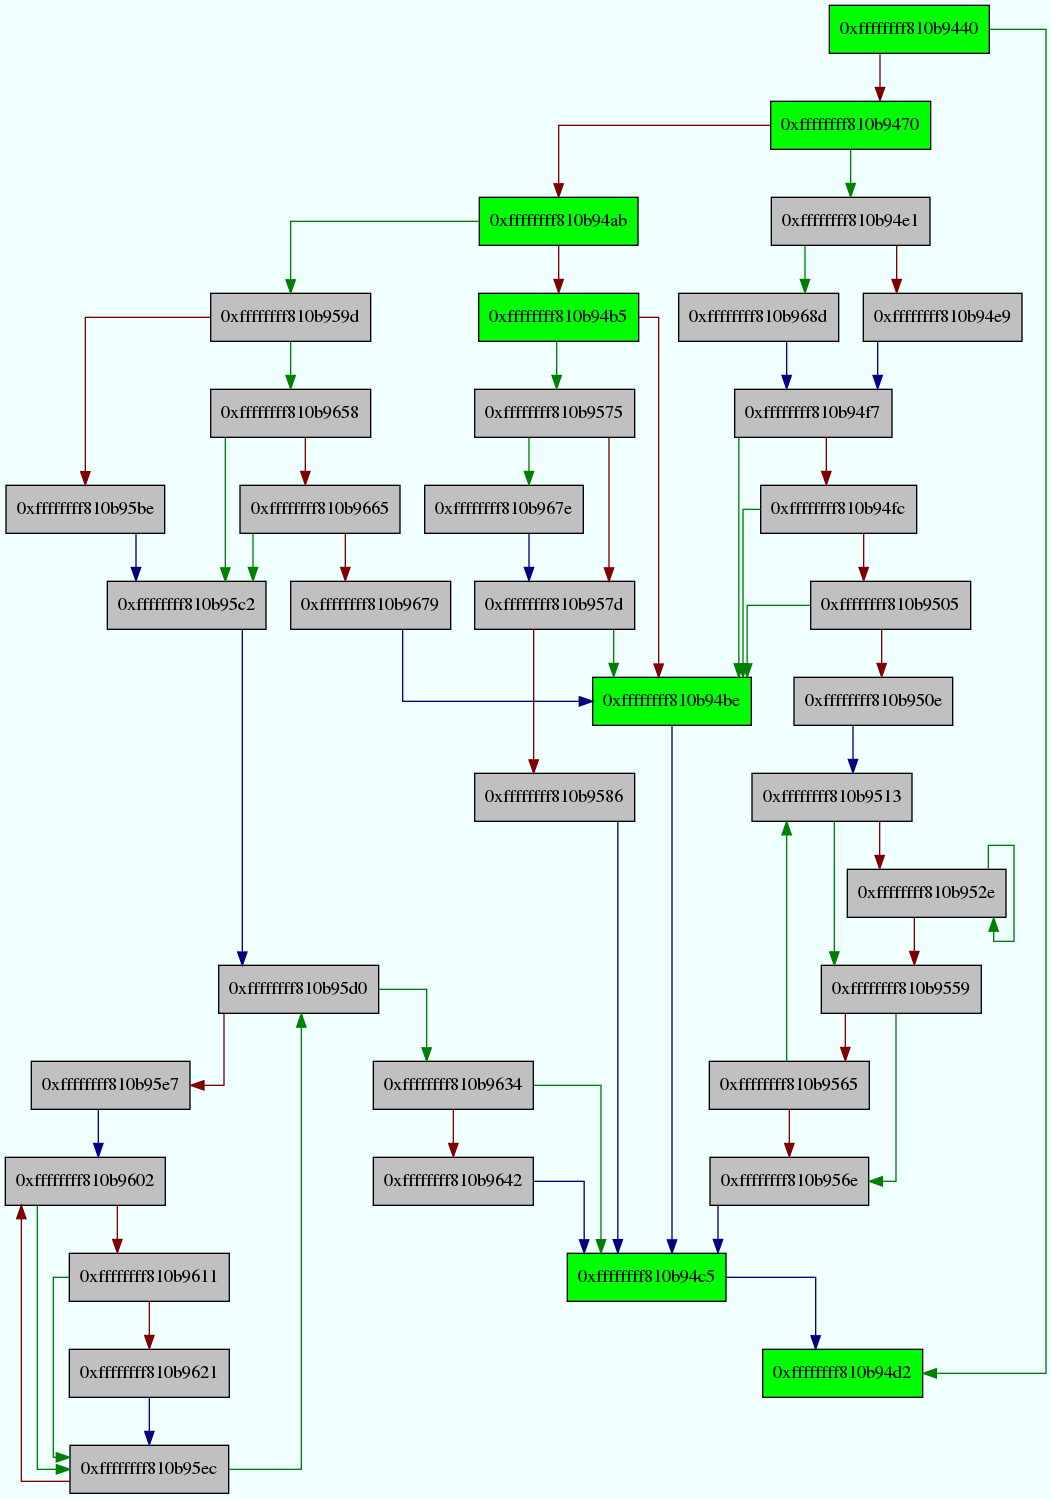 0xffffffff810b9440
0xffffffff810b9470
0xffffffff810b94ab
0xffffffff810b94e1
0xffffffff810b959d
0xffffffff810b94b5
0xffffffff810b968d
0xffffffff810b94e9
0xffffffff810b9658
0xffffffff810b9575
0xffffffff810b94f7
0xffffffff810b95be
0xffffffff810b9665
0xffffffff810b967e
0xffffffff810b94fc
0xffffffff810b95c2
0xffffffff810b9679
0xffffffff810b957d
0xffffffff810b9505
0xffffffff810b94be
0xffffffff810b950e
0xffffffff810b9586
0xffffffff810b9513
0xffffffff810b952e
0xffffffff810b95d0
0xffffffff810b9559
0xffffffff810b95e7
0xffffffff810b9634
0xffffffff810b9565
0xffffffff810b9602
0xffffffff810b9642
0xffffffff810b956e
0xffffffff810b9611
0xffffffff810b94c5
0xffffffff810b9621
0xffffffff810b94d2
0xffffffff810b95ec